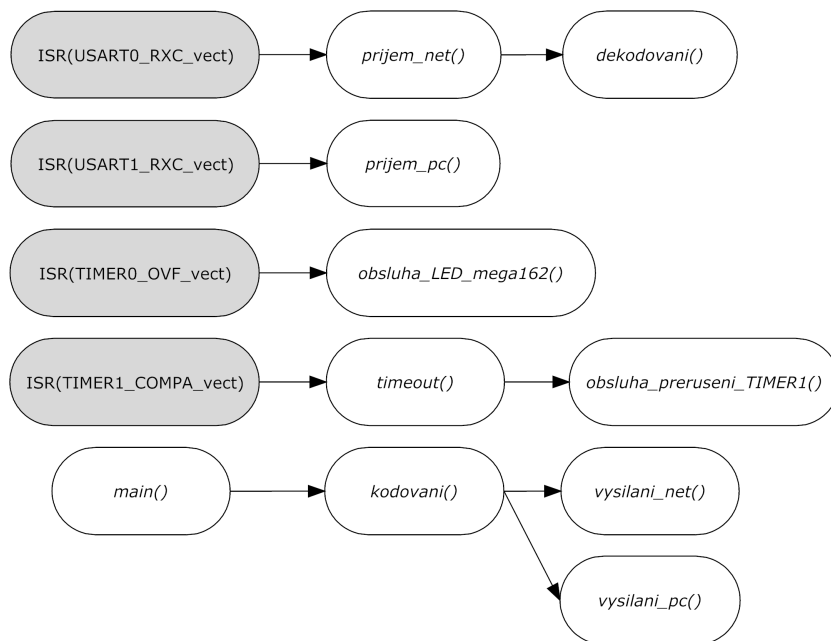 ISR(USART0_RXC_vect)
prijem_net()
dekodovani()
ISR(USART1_RXC_vect)
prijem_pc()
ISR(TIMER0_OVF_vect)
obsluha_LED_mega162()
ISR(TIMER1_COMPA_vect)
timeout()
obsluha_preruseni_TIMER1()
main()
kodovani()
vysilani_net()
vysilani_pc()